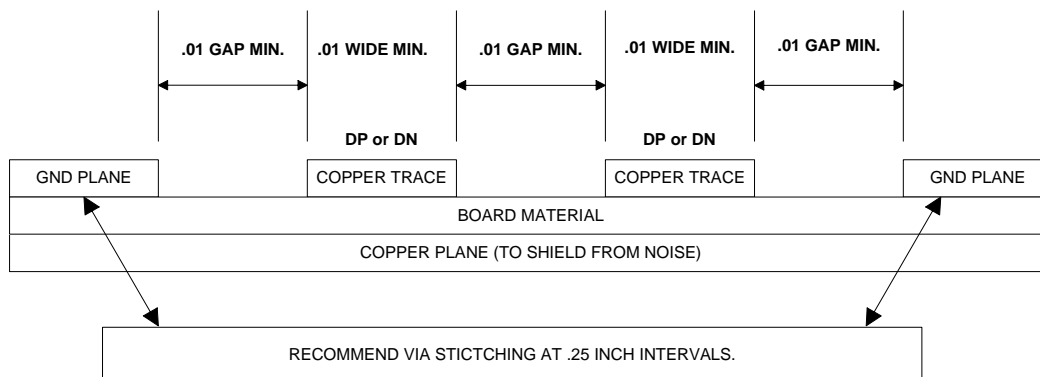 .01 GAP MIN. .01 WIDE MIN. .01 GAP MIN. .01 WIDE MIN. .01 GAP MIN.
DP or DN DP or DN
GND PLANE COPPER TRACE COPPER TRACE GND PLANE
BOARD MATERIAL
COPPER PLANE (TO SHIELD FROM NOISE)
RECOMMEND VIA STICTCHING AT .25 INCH INTERVALS.